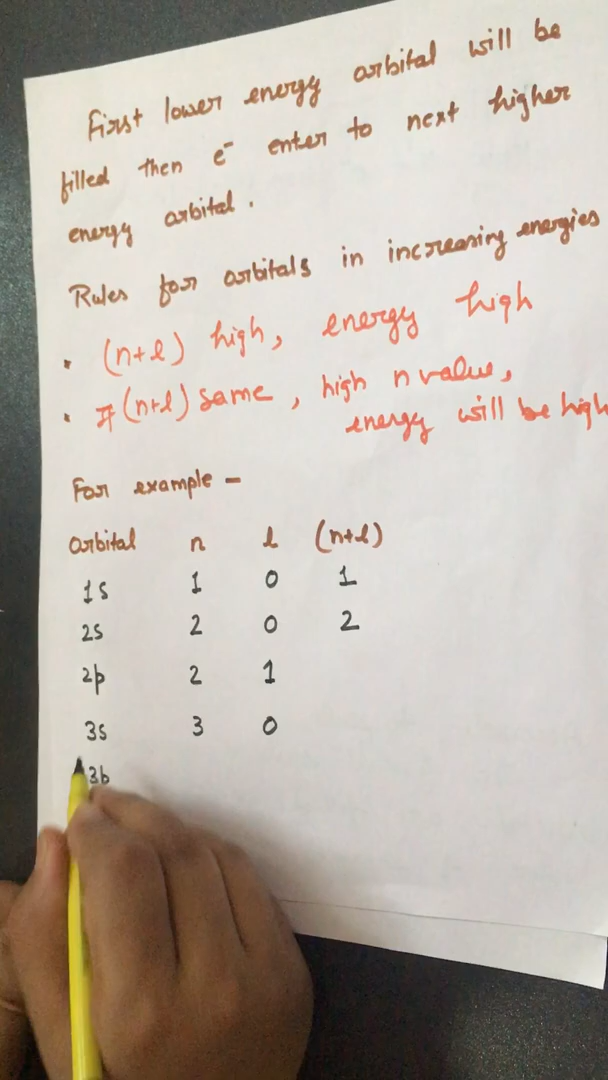 First lower energy orbital will be
filled then e⁻ enter to next higher
energy orbital.
Rules for orbitals in increasing energies
• (n+l) high, energy high
• If (n+l) same, high n value,
energy will be high
For example -
orbital n l (n+l)
1s 1 0 1
2s 2 0 2
2p 2 1
3s 3 0
3p